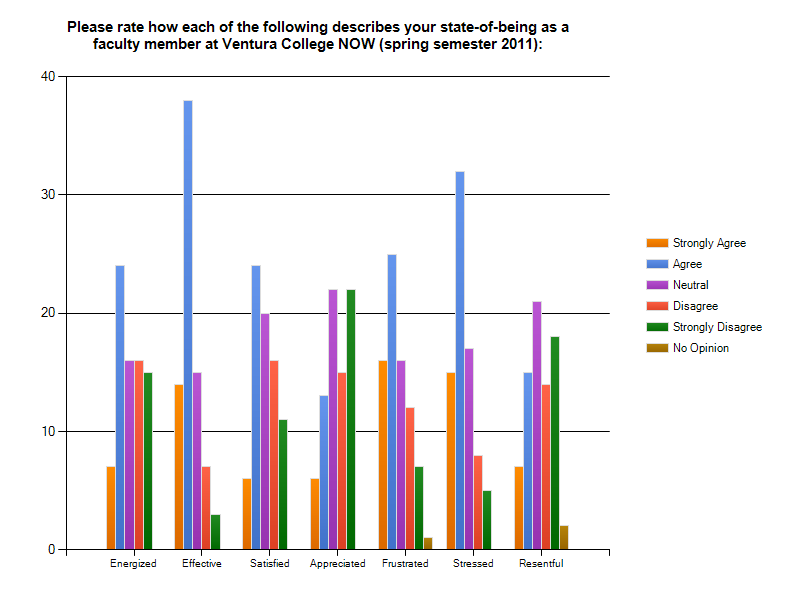 Please rate how each of the following describes your state-of-being as a
faculty member at Ventura College NOW (spring semester 2011):
40
30
20
10
0
Energized Effective Satisfied Appreciated Frustrated Stressed Resentful
Strongly Agree
Agree
Neutral
Disagree
Strongly Disagree
No Opinion